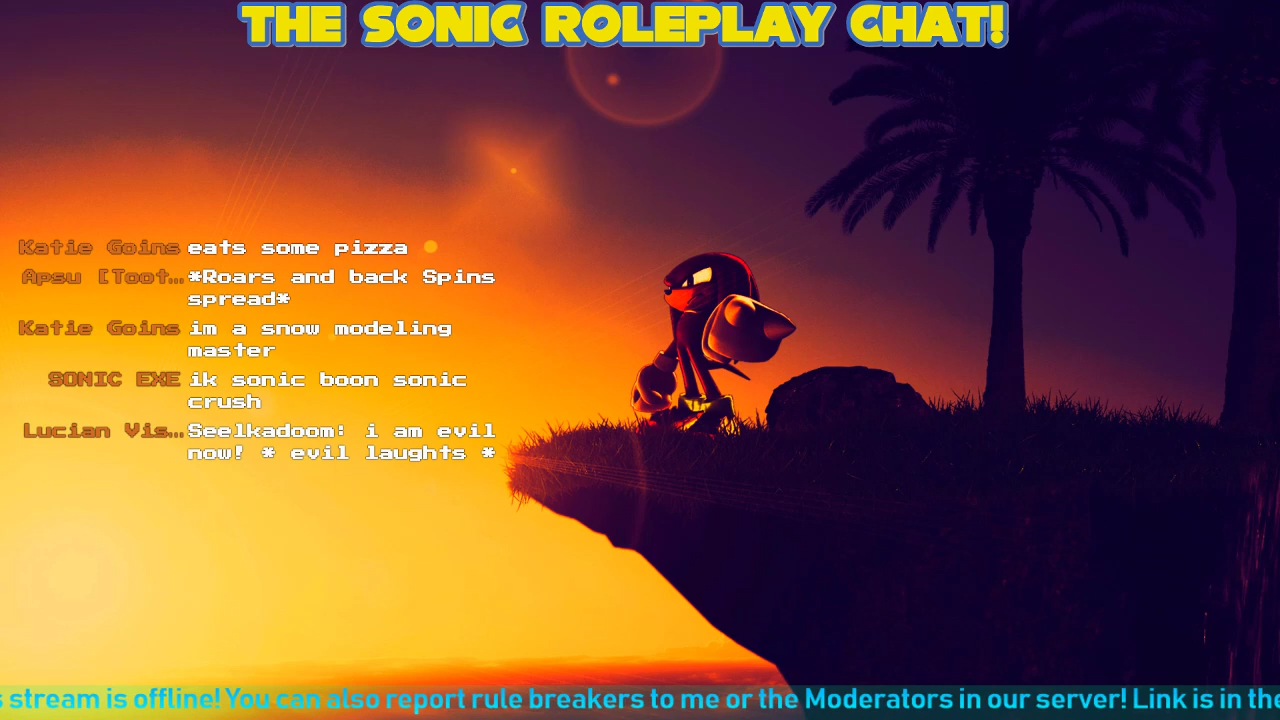 THE SONIC ROLEPLAY CHAT!
Katie Goins eats some pizza
Apsu [Toot… *Roars and back Spins
spread*
Katie Goins im a snow modeling
master
SONIC EXE ik sonic boon sonic
crush
Lucian Vis… Seelkadoom: i am evil
now! * evil laughts *
s stream is offline! You can also report rule breakers to me or the Moderators in our server! Link is in the